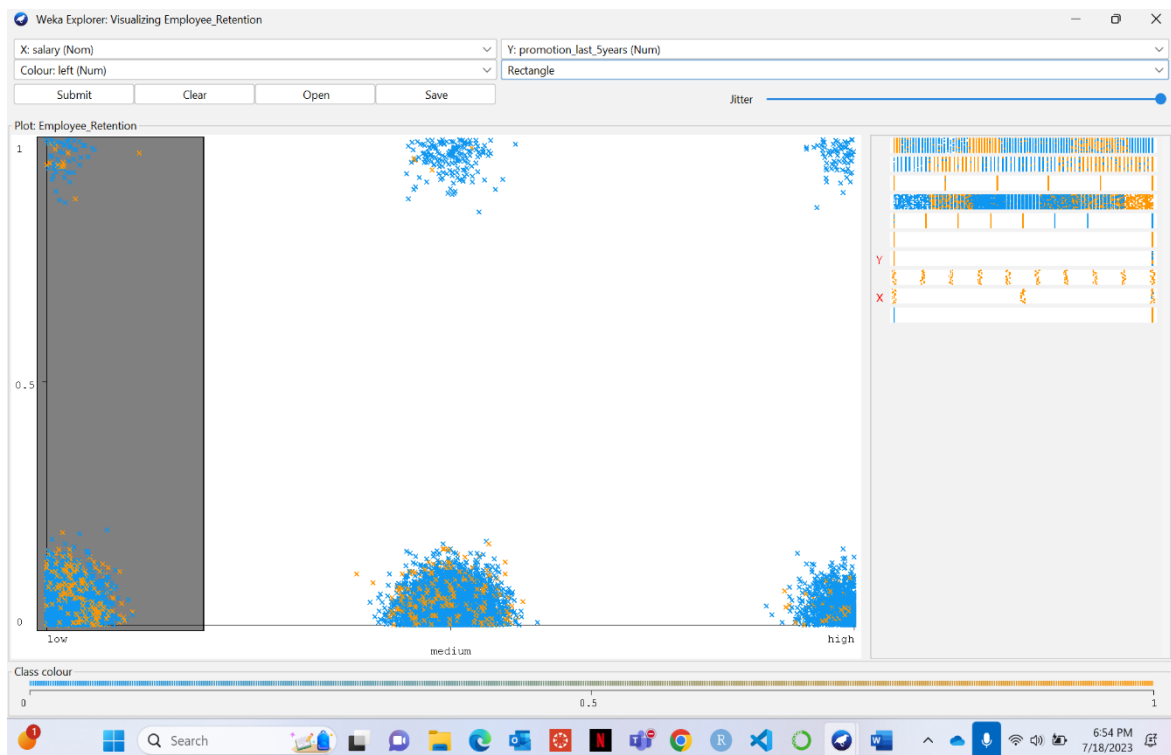 Weka Explorer: Visualizing Employee_Retention
X: salary (Nom) Y: promotion_last_5years (Num)
Colour: left (Num) Rectangle
Submit Clear Open Save Jitter
Plot: Employee_Retention
1
0.5
0
low medium high
Y
X
Class colour
0 0.5 1
1 Search N R W 6:54 PM
7/18/2023